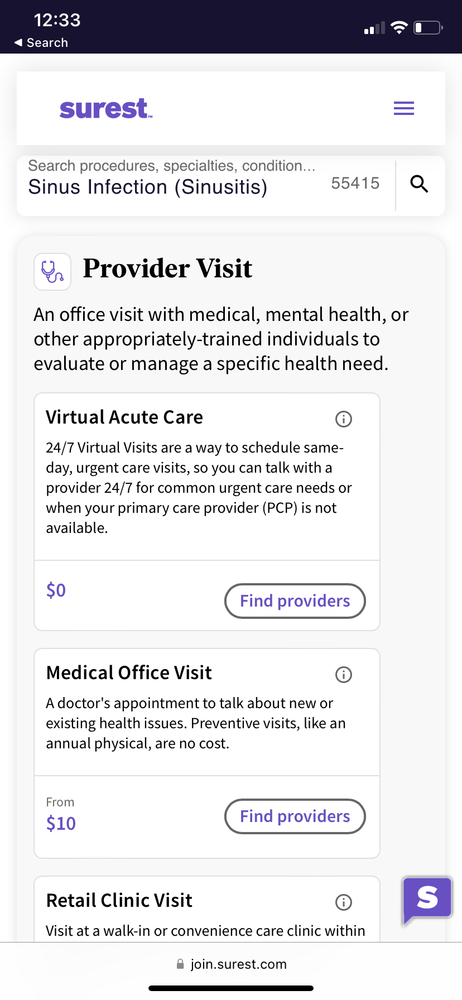 12:33
◀ Search
surest™
Search procedures, specialties, condition...
Sinus Infection (Sinusitis)
55415
Provider Visit
An office visit with medical, mental health, or
other appropriately-trained individuals to
evaluate or manage a specific health need.
Virtual Acute Care
24/7 Virtual Visits are a way to schedule same-
day, urgent care visits, so you can talk with a
provider 24/7 for common urgent care needs or
when your primary care provider (PCP) is not
available.
$0
Find providers
Medical Office Visit
A doctor's appointment to talk about new or
existing health issues. Preventive visits, like an
annual physical, are no cost.
From
$10
Find providers
Retail Clinic Visit
Visit at a walk-in or convenience care clinic within
S
join.surest.com